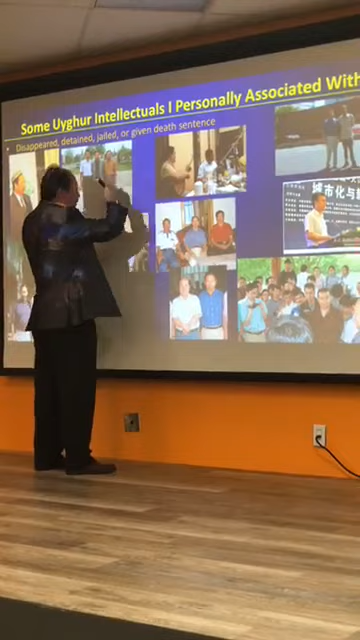 Some Uyghur Intellectuals I Personally Associated With
Disappeared, detained, jailed, or given death sentence
城市化与